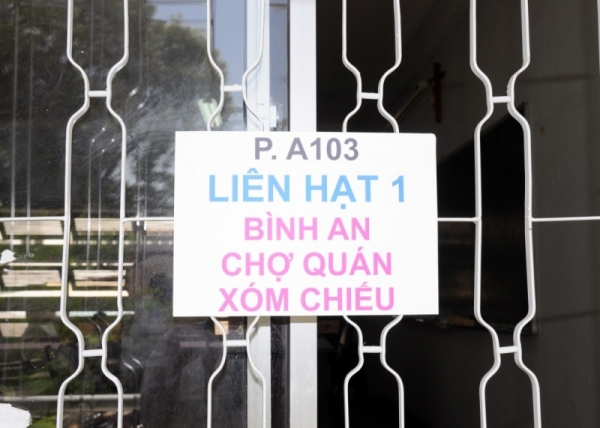 P. A103
LIÊN HẠT 1
BÌNH AN
CHỢ QUÁN
XÓM CHIẾU